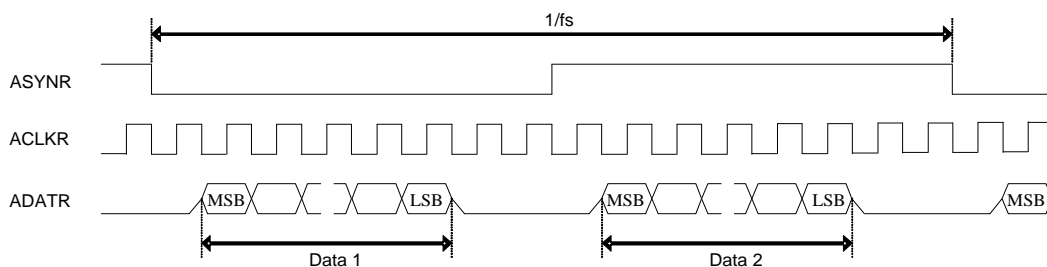 1/fs
ASYNR
ACLKR
ADATR MSB LSB MSB LSB MSB
Data 1 Data 2